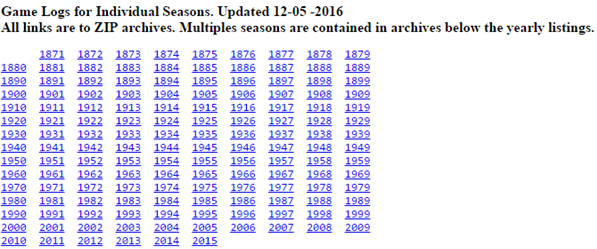 Game Logs for Individual Seasons. Updated 12-05 -2016
All links are to ZIP archives. Multiples seasons are contained in archives below the yearly listings.
1871 1872 1873 1874 1875 1876 1877 1878 1879
1880 1881 1882 1883 1884 1885 1886 1887 1888 1889
1890 1891 1892 1893 1894 1895 1896 1897 1898 1899
1900 1901 1902 1903 1904 1905 1906 1907 1908 1909
1910 1911 1912 1913 1914 1915 1916 1917 1918 1919
1920 1921 1922 1923 1924 1925 1926 1927 1928 1929
1930 1931 1932 1933 1934 1935 1936 1937 1938 1939
1940 1941 1942 1943 1944 1945 1946 1947 1948 1949
1950 1951 1952 1953 1954 1955 1956 1957 1958 1959
1960 1961 1962 1963 1964 1965 1966 1967 1968 1969
1970 1971 1972 1973 1974 1975 1976 1977 1978 1979
1980 1981 1982 1983 1984 1985 1986 1987 1988 1989
1990 1991 1992 1993 1994 1995 1996 1997 1998 1999
2000 2001 2002 2003 2004 2005 2006 2007 2008 2009
2010 2011 2012 2013 2014 2015